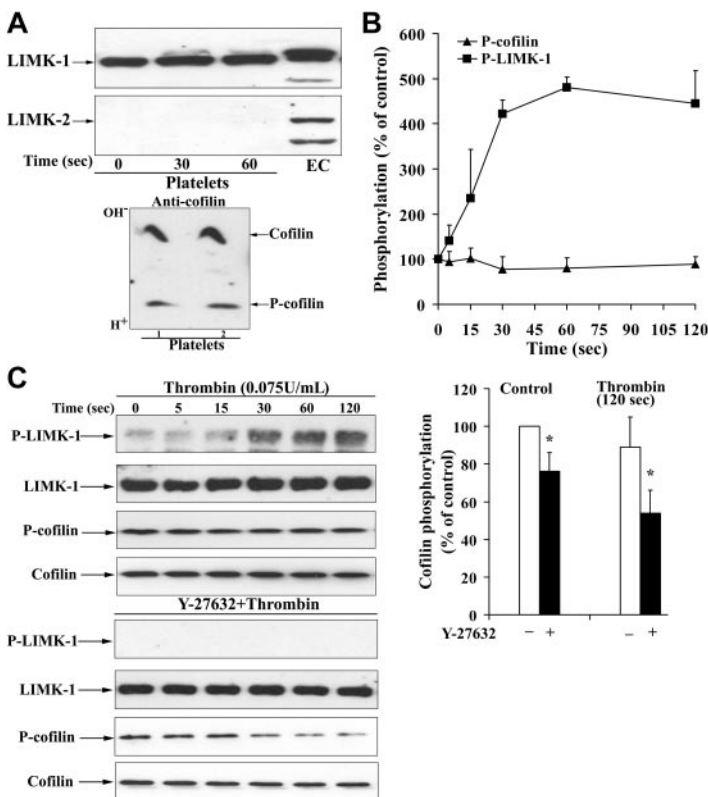 A
LIMK-1
LIMK-2
Time (sec) 0 30 60 EC
Platelets
Anti-cofilin
OH-
Cofilin
P-cofilin
H+
1 2
Platelets
B
P-cofilin
P-LIMK-1
Phosphorylation (% of control)
600
500
400
300
200
100
0
0 15 30 45 60 75 90 105 120
Time (sec)
C
Thrombin (0.075U/mL)
Time (sec) 0 5 15 30 60 120
P-LIMK-1
LIMK-1
P-cofilin
Cofilin
Y-27632+Thrombin
P-LIMK-1
LIMK-1
P-cofilin
Cofilin
Cofilin phosphorylation
(% of control)
120
100
80
60
40
20
0
Control
Thrombin
(120 sec)
*
*
Y-27632 – + – +